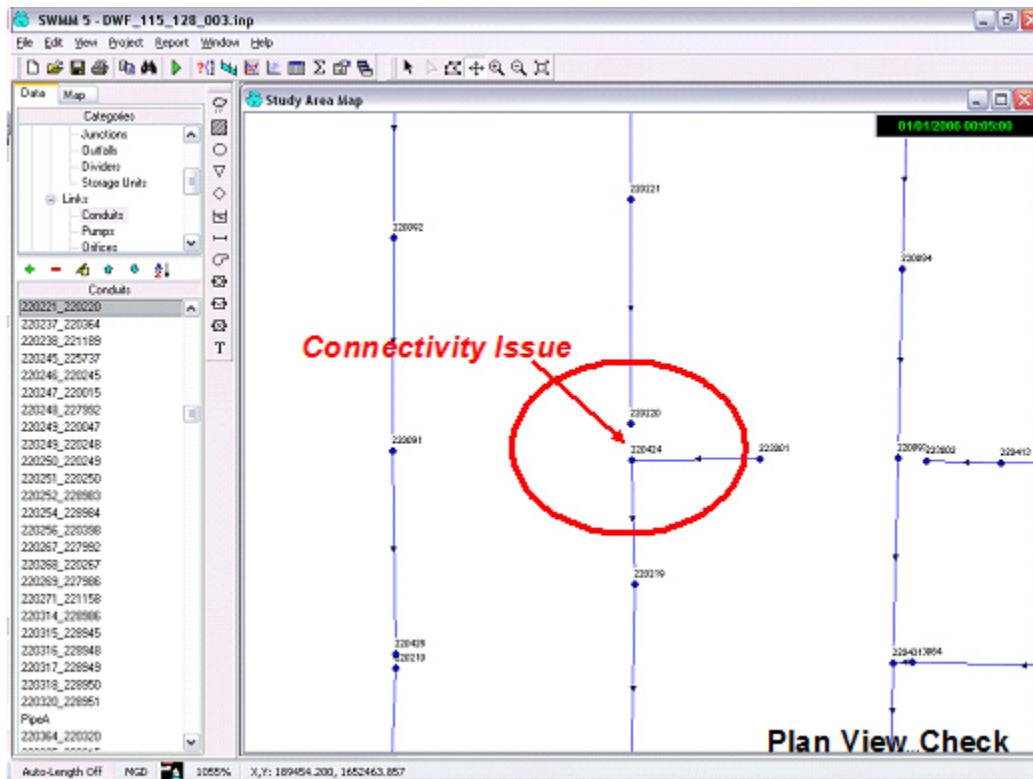 SWMM 5 - DWF_115_128_003.inp
File Edit View Project Report Window Help
Data Map
Categories
Junctions
Outfalls
Dividers
Storage Units
Links
Conduits
Pumps
Orifices
Conduits
220221_220220
220237_220364
220238_221189
220245_225737
220246_220245
220247_220015
220248_227992
220249_220047
220249_220248
220250_220249
220251_220250
220252_228983
220254_228984
220256_220398
220267_227992
220268_220267
220269_227986
220271_221158
220314_228986
220315_228945
220316_228948
220317_228949
220318_228950
220320_228951
PipeA
220364_220320
T
Study Area Map
01/01/2006 00:05:00
220221
220092
220094
Connectivity Issue
220220
220091
220424
223801
220219
220210
Plan View Check
Auto-Length Off MGD 1055% X,Y: 189454.200, 1652463.857